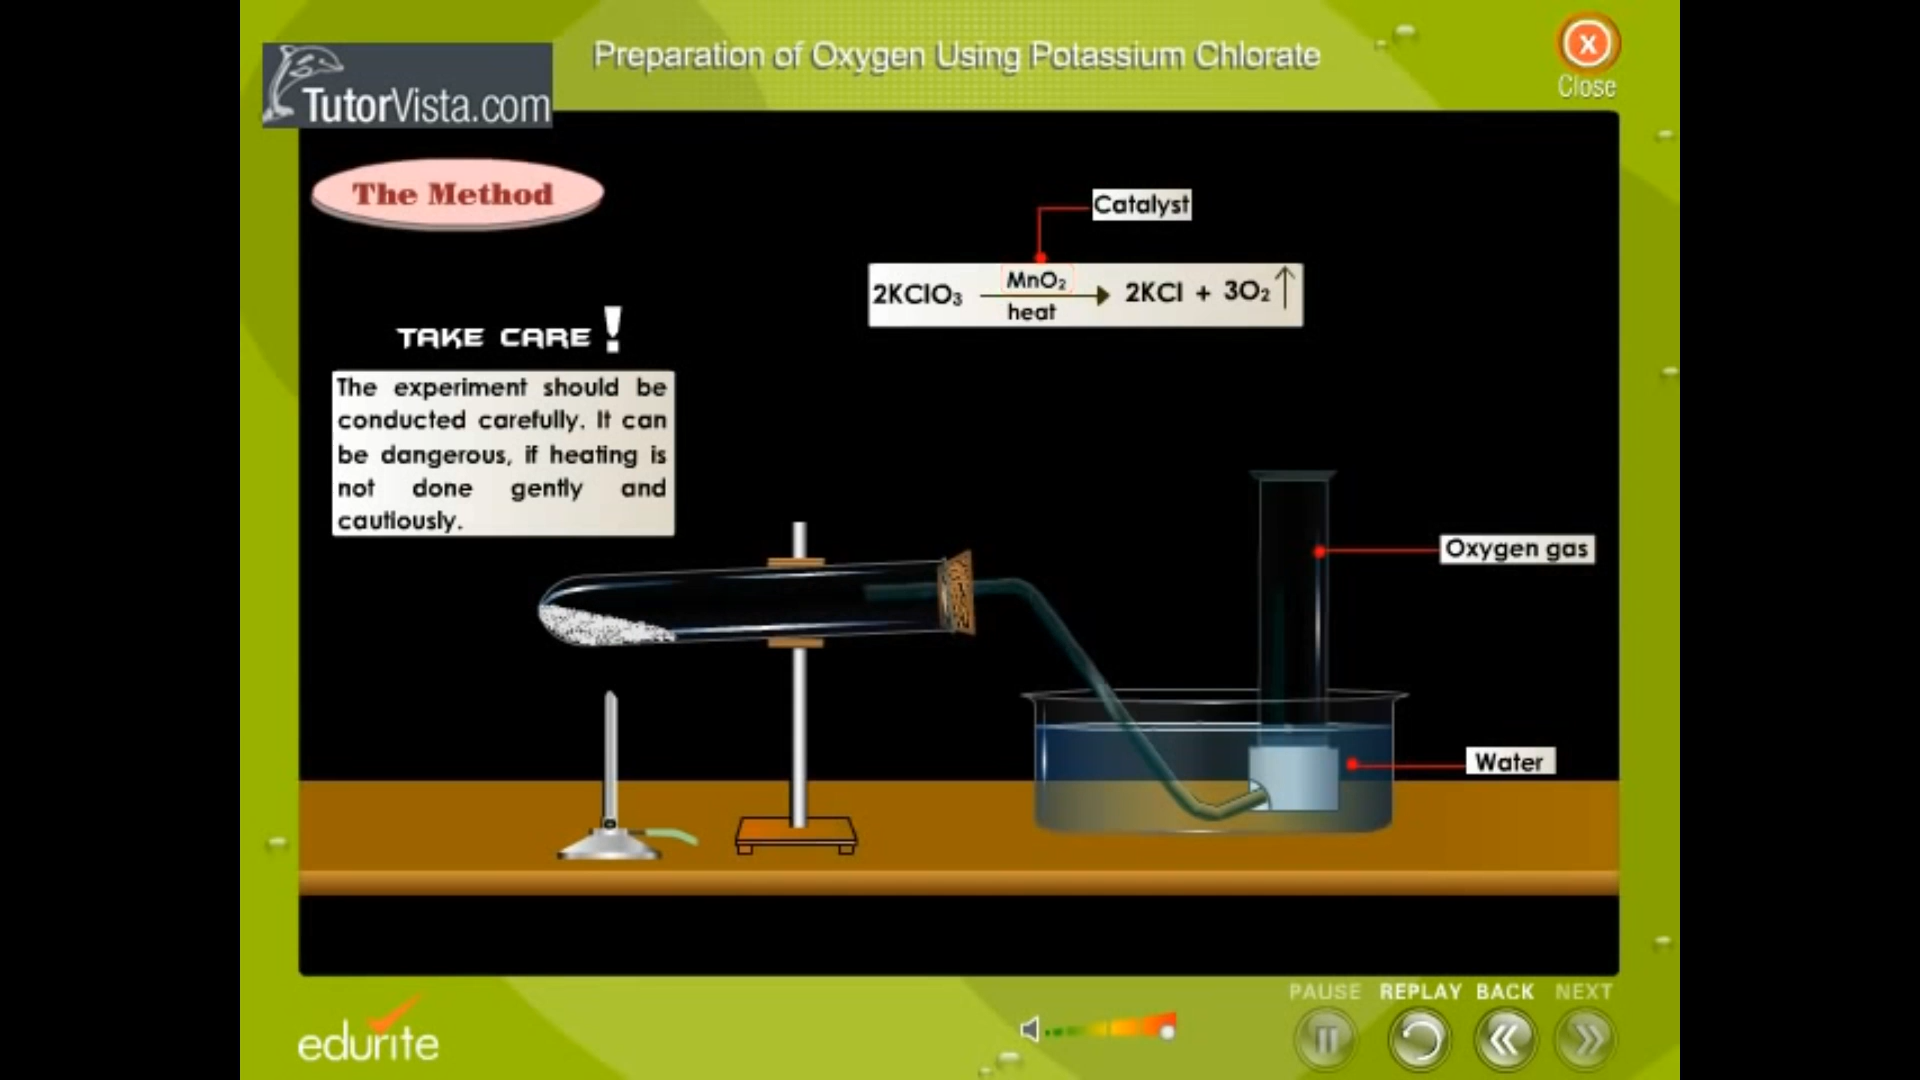 Preparation of Oxygen Using Potassium Chlorate
TutorVista.com
X
Close
The Method
Catalyst
2KClO₃ MnO₂ heat 2KCl + 3O₂ ↑
TAKE CARE !
The experiment should be
conducted carefully. It can
be dangerous, if heating is
not done gently and
cautiously.
Oxygen gas
Water
edurite
PAUSE REPLAY BACK NEXT